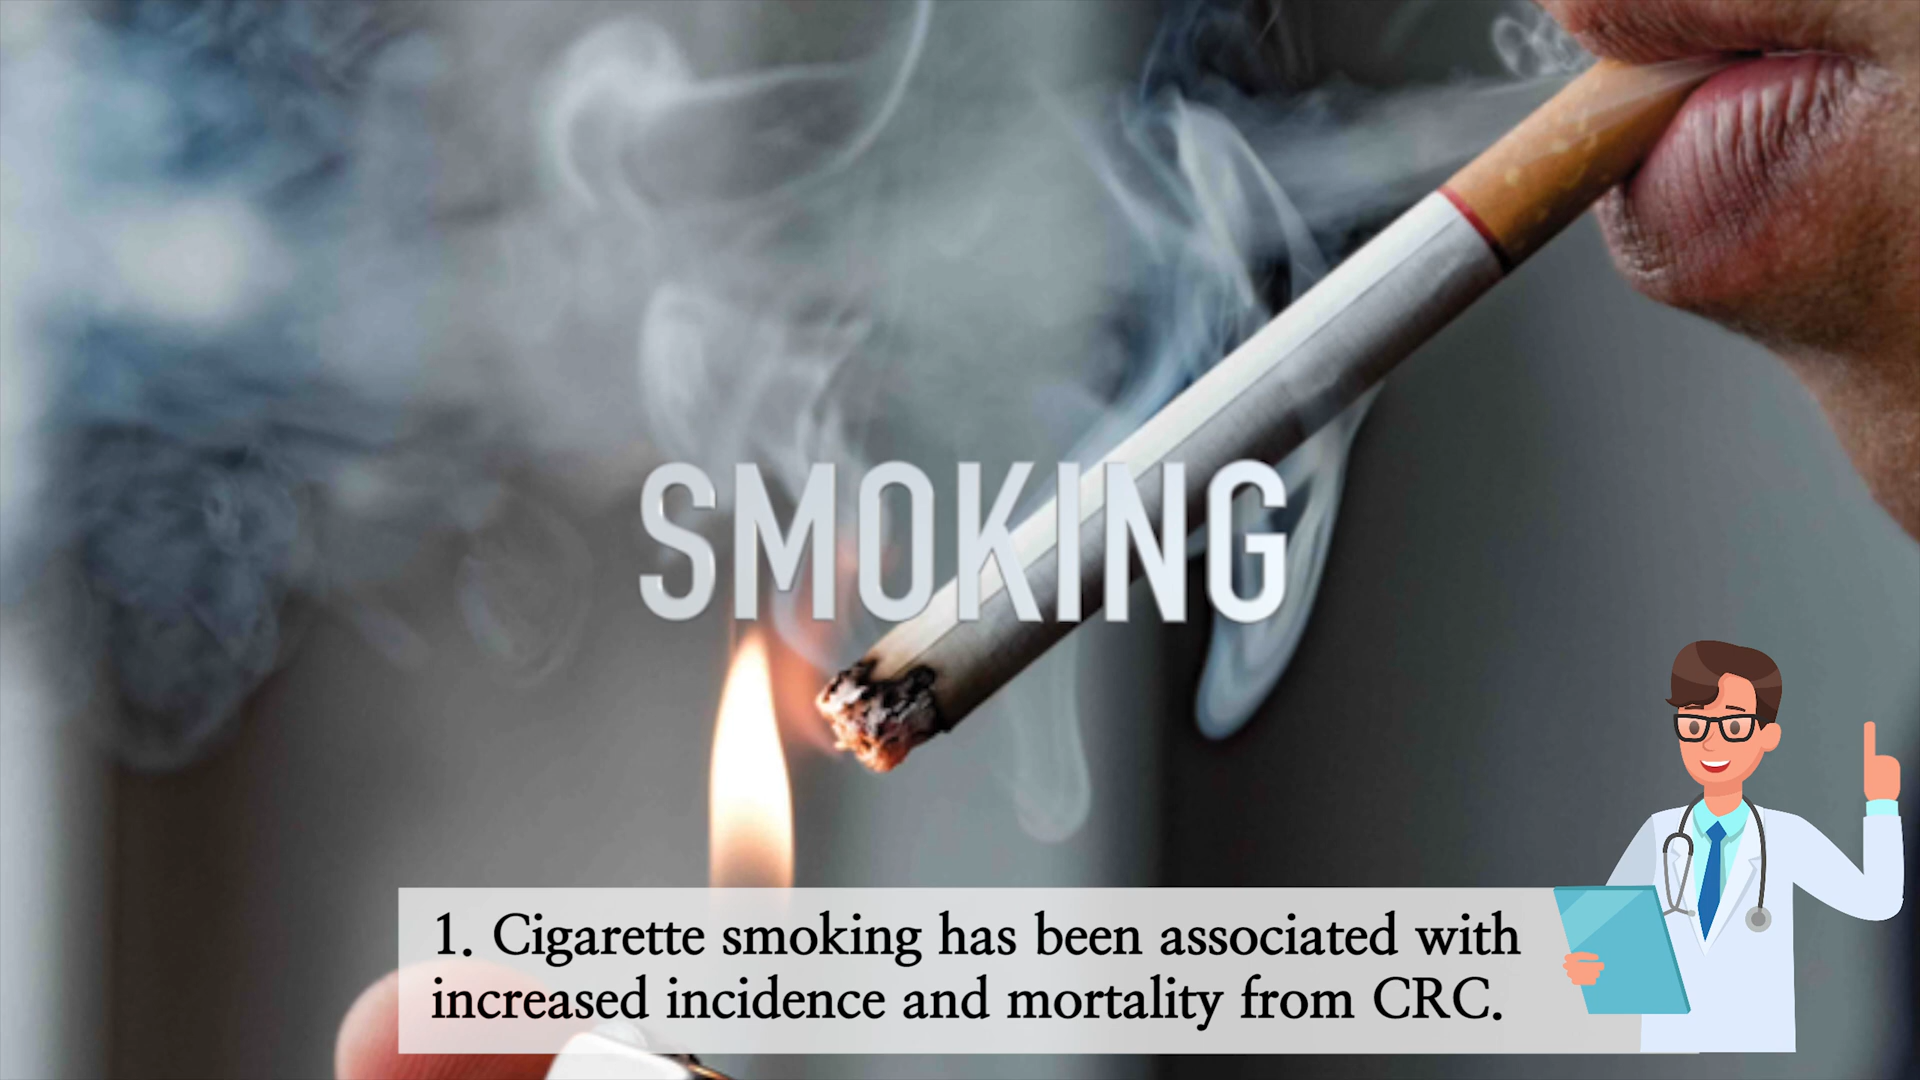 SMOKING
1. Cigarette smoking has been associated with
increased incidence and mortality from CRC.